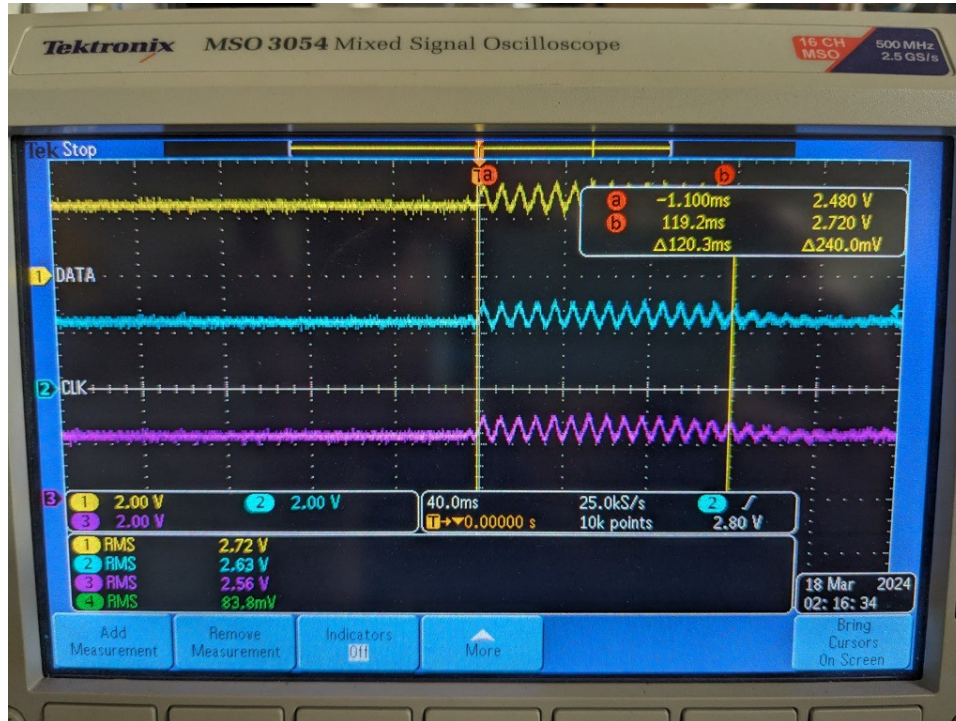 Tektronix MSO 3054 Mixed Signal Oscilloscope
16 CH MSO
500 MHz
2.5 GS/s
Tek Stop
T
a b
a -1.100ms 2.480 V
b 119.2ms 2.720 V
Δ120.3ms Δ240.0mV
1 DATA
2 CLK
3
1 2.00 V 2 2.00 V
3 2.00 V
40.0ms 25.0kS/s 2
T→▼0.00000 s 10k points 2.80 V
1 RMS 2.72 V
2 RMS 2.63 V
3 RMS 2.56 V
4 RMS 83.8mV
18 Mar 2024
02:16:34
Add Measurement
Remove Measurement
Indicators Off
More
Bring Cursors On Screen